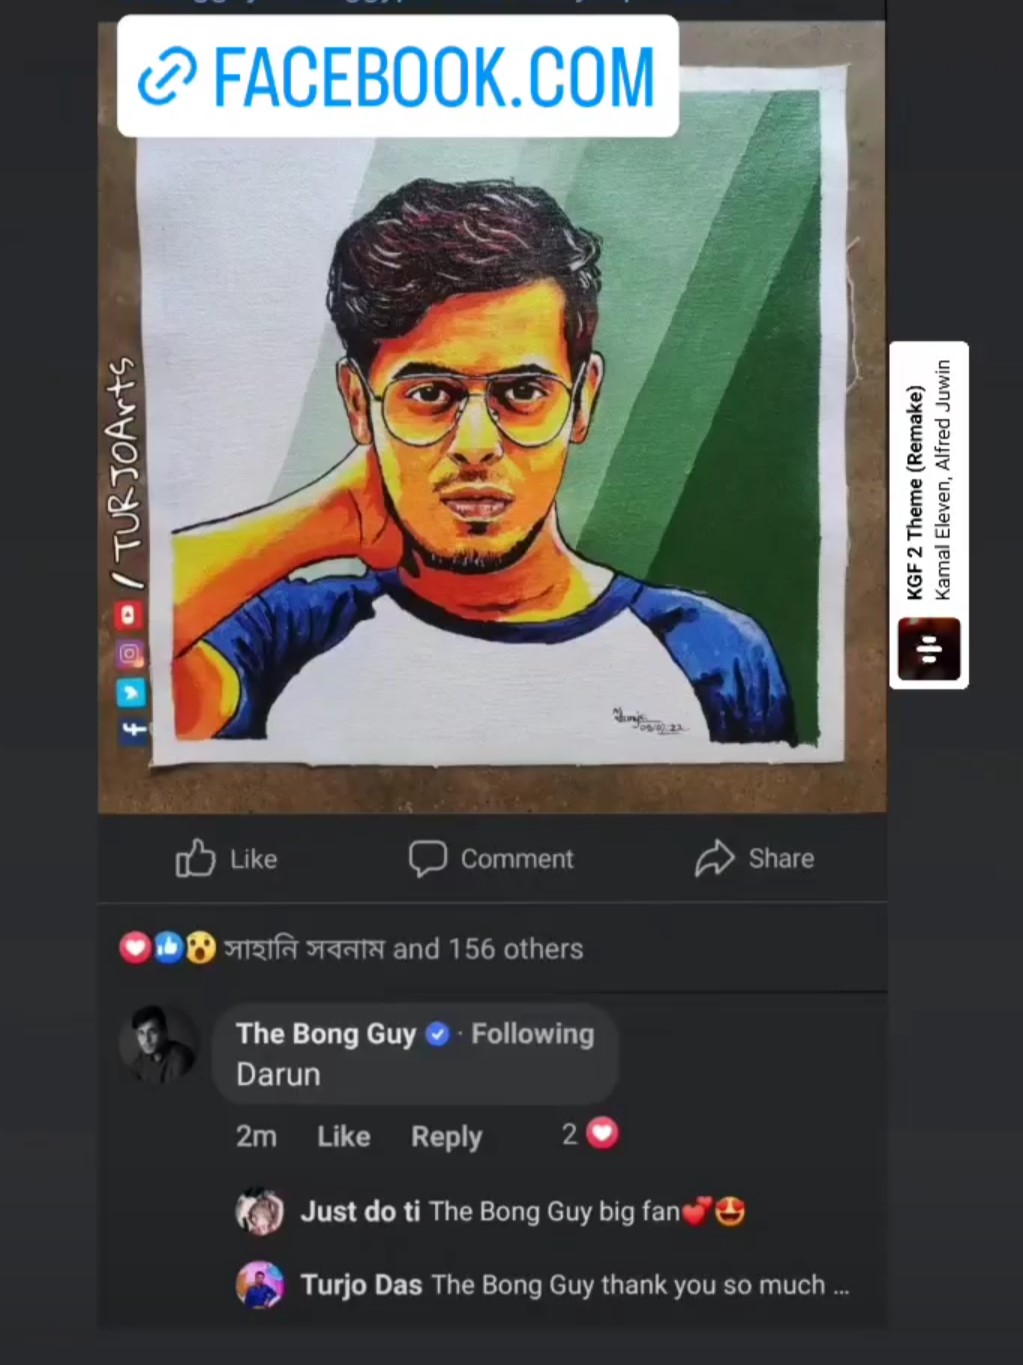 FACEBOOK.COM
/TURJOArts
KGF 2 Theme (Remake)
Kamal Eleven, Alfred Juwin
Like
Comment
Share
সাহানি সবনাম and 156 others
The Bong Guy · Following
Darun
2m Like Reply 2
Just do ti The Bong Guy big fan💕😍
Turjo Das The Bong Guy thank you so much ...